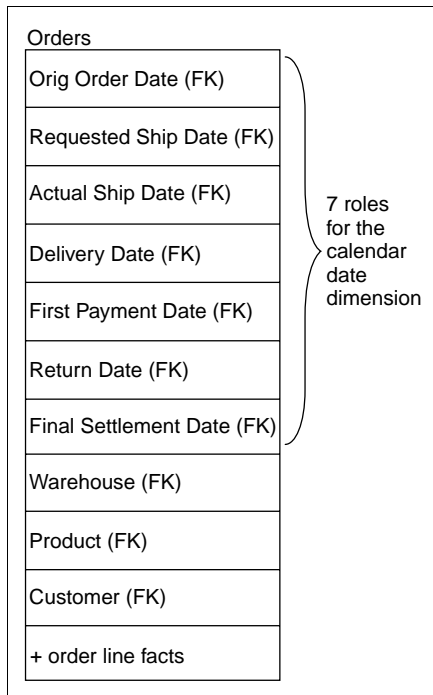 Orders
Orig Order Date (FK)
Requested Ship Date (FK)
Actual Ship Date (FK)
Delivery Date (FK)
First Payment Date (FK)
Return Date (FK)
Final Settlement Date (FK)
Warehouse (FK)
Product (FK)
Customer (FK)
+ order line facts
7 roles
for the
calendar
date
dimension